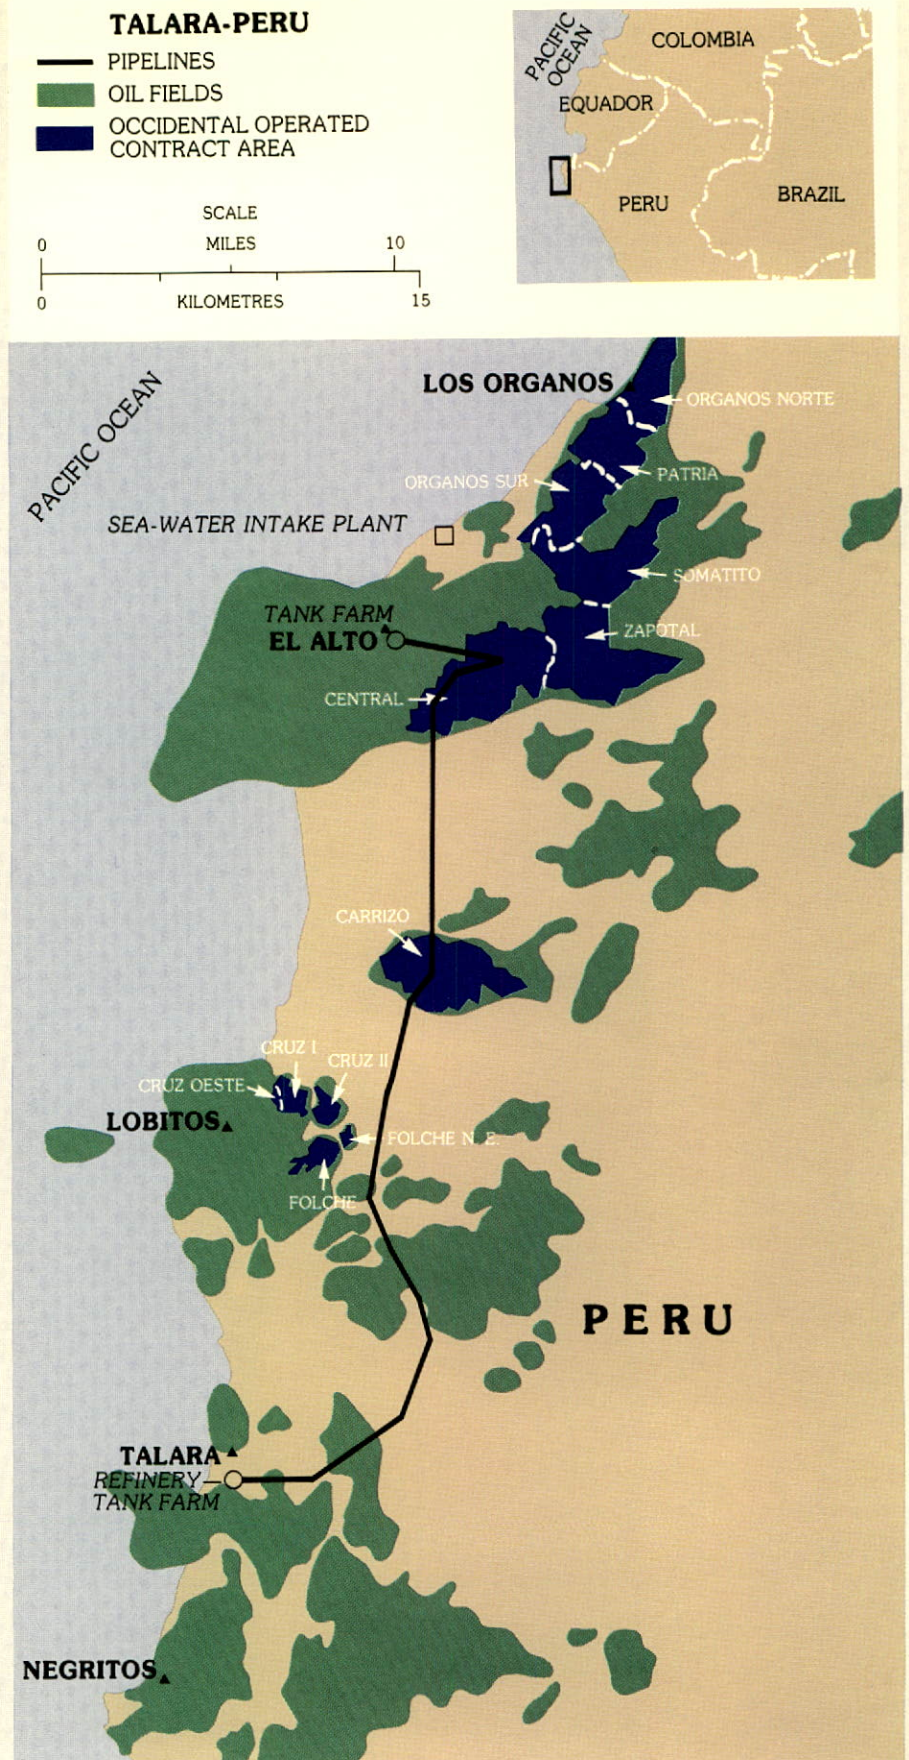 TALARA-PERU
PIPELINES
OIL FIELDS
OCCIDENTAL OPERATED
CONTRACT AREA
SCALE
0 MILES 10
0 KILOMETRES 15
PACIFIC
OCEAN
COLOMBIA
EQUADOR
PERU
BRAZIL
PACIFIC OCEAN
LOS ORGANOS
ORGANOS NORTE
PATRIA
ORGANOS SUR
SEA-WATER INTAKE PLANT
SOMATITO
TANK FARM
EL ALTO
ZAPOTAL
CENTRAL
CARRIZO
CRUZ I
CRUZ II
CRUZ OESTE
LOBITOS
FOLCHE N.E.
FOLCHE
PERU
TALARA
REFINERY
TANK FARM
NEGRITOS